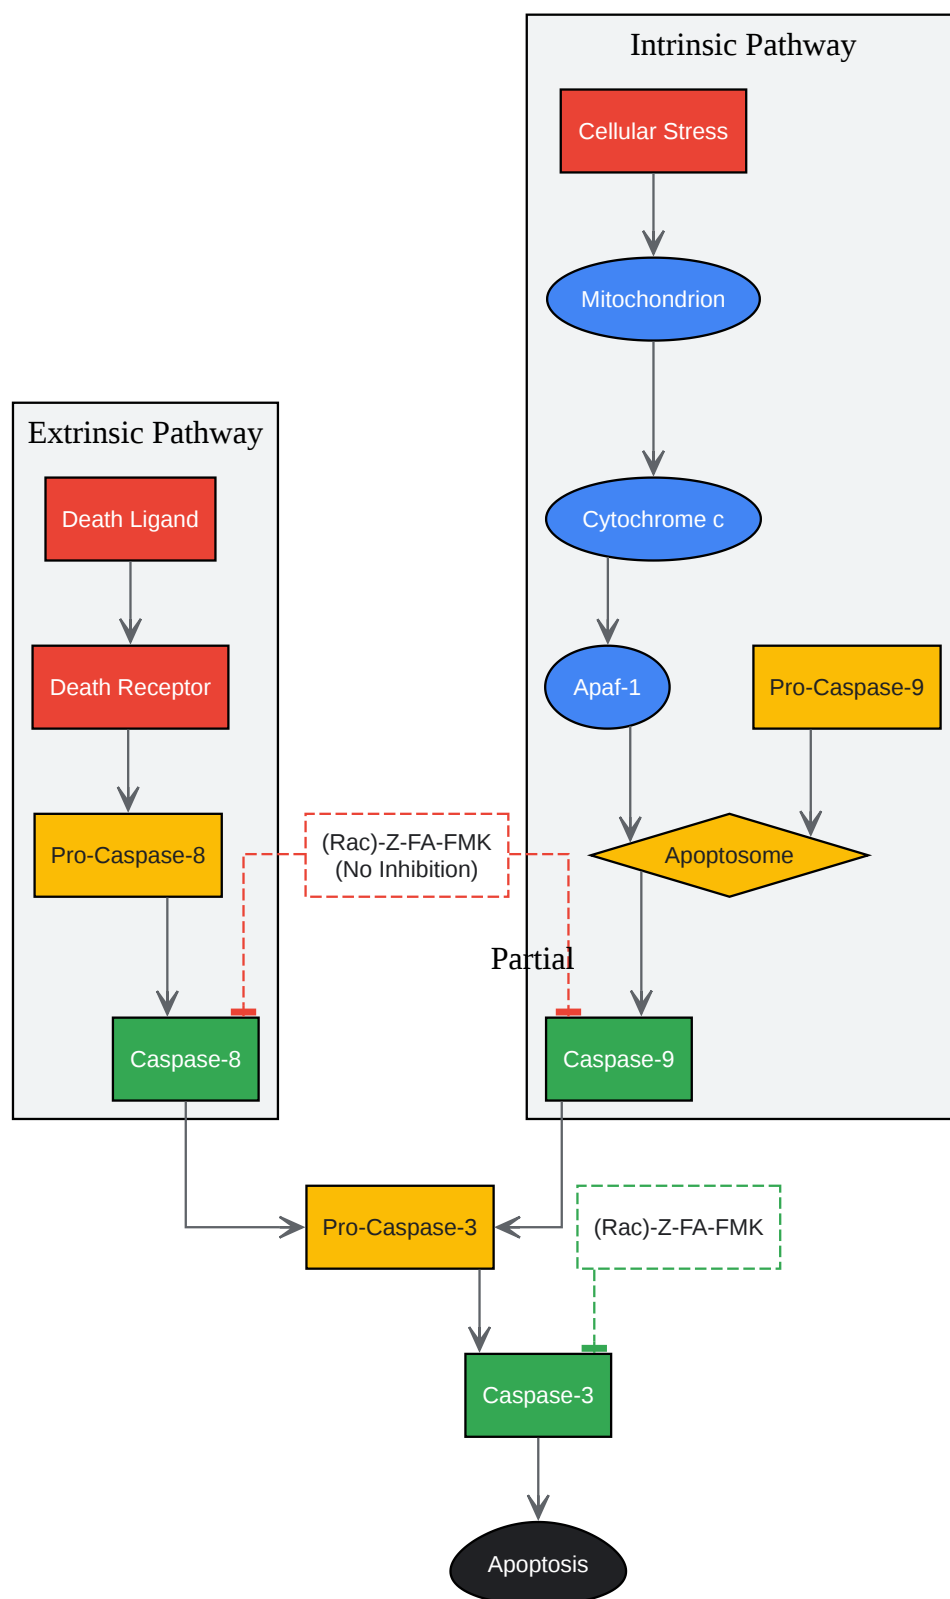 Intrinsic Pathway
Cellular Stress
Mitochondrion
Extrinsic Pathway
Death Ligand
Cytochrome c
Death Receptor
Apaf-1
Pro-Caspase-9
Pro-Caspase-8
(Rac)-Z-FA-FMK
(No Inhibition)
Apoptosome
Partial
Caspase-8
Caspase-9
Pro-Caspase-3
(Rac)-Z-FA-FMK
Caspase-3
Apoptosis